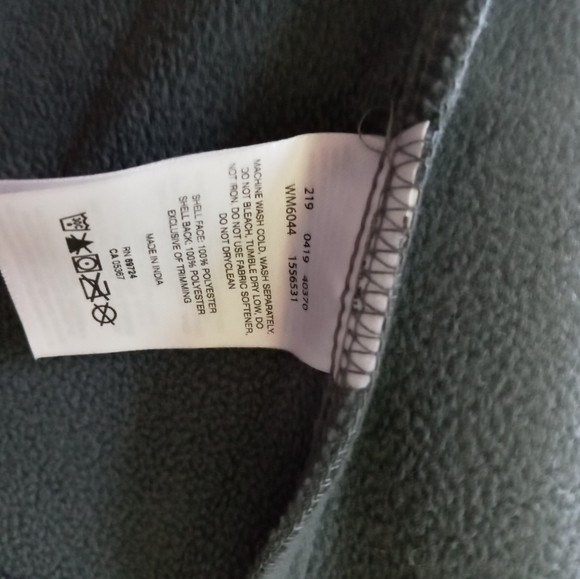 219 0419 40370
WM6044 1556531
MACHINE WASH COLD, WASH SEPARATELY,
DO NOT BLEACH, TUMBLE DRY LOW, DO
NOT IRON. DO NOT USE FABRIC SOFTENER,
DO NOT DRYCLEAN
SHELL FACE: 100% POLYESTER
SHELL BACK: 100% POLYESTER
EXCLUSIVE OF TRIMMING
MADE IN INDIA
RN 69724
CA 05367
30C